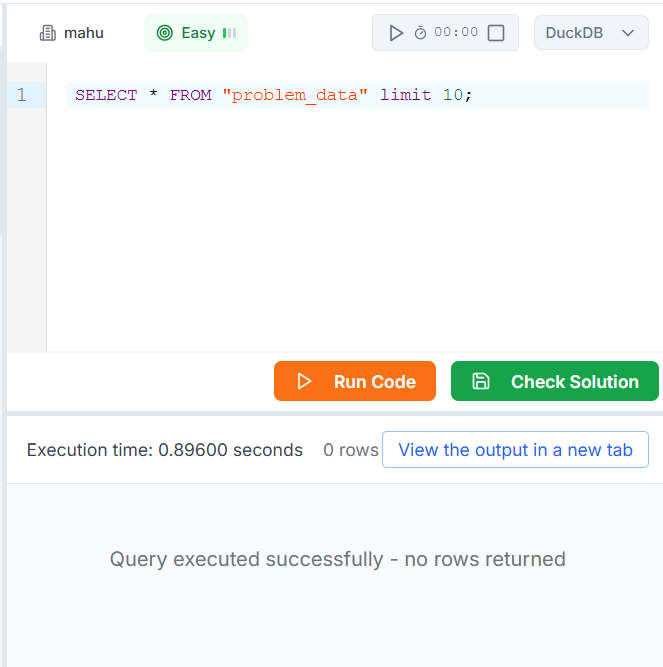 mahu Easy 00:00 DuckDB
1 SELECT * FROM "problem_data" limit 10;
Run Code Check Solution
Execution time: 0.89600 seconds 0 rows View the output in a new tab
Query executed successfully - no rows returned